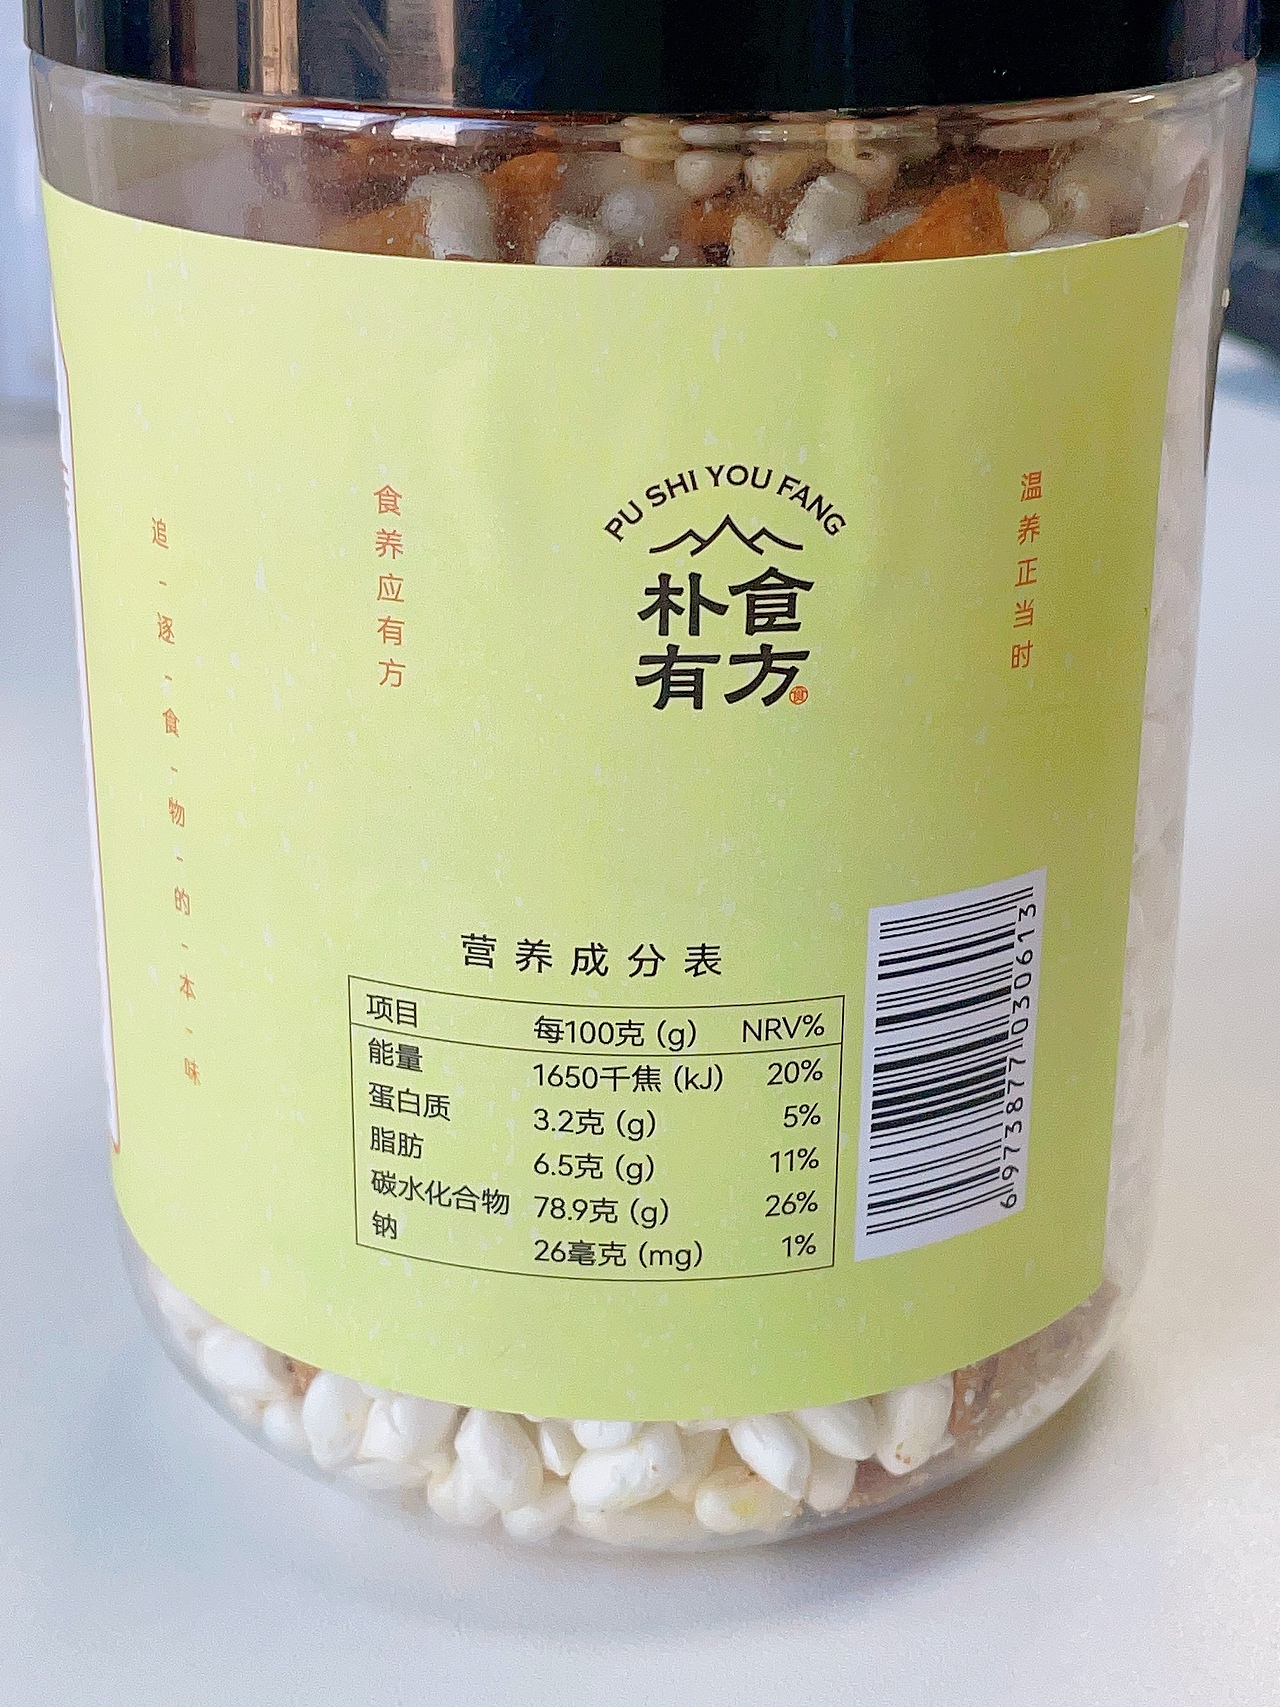 追-逐-食-物-的-本-味
食养应有方
PU SHI YOU FANG
朴食
有方
食
温养正当时
营养成分表
项目 每100克 (g) NRV%
能量 1650千焦 (kJ) 20%
蛋白质 3.2克 (g) 5%
脂肪 6.5克 (g) 11%
碳水化合物 78.9克 (g) 26%
钠 26毫克 (mg) 1%
6973877030613